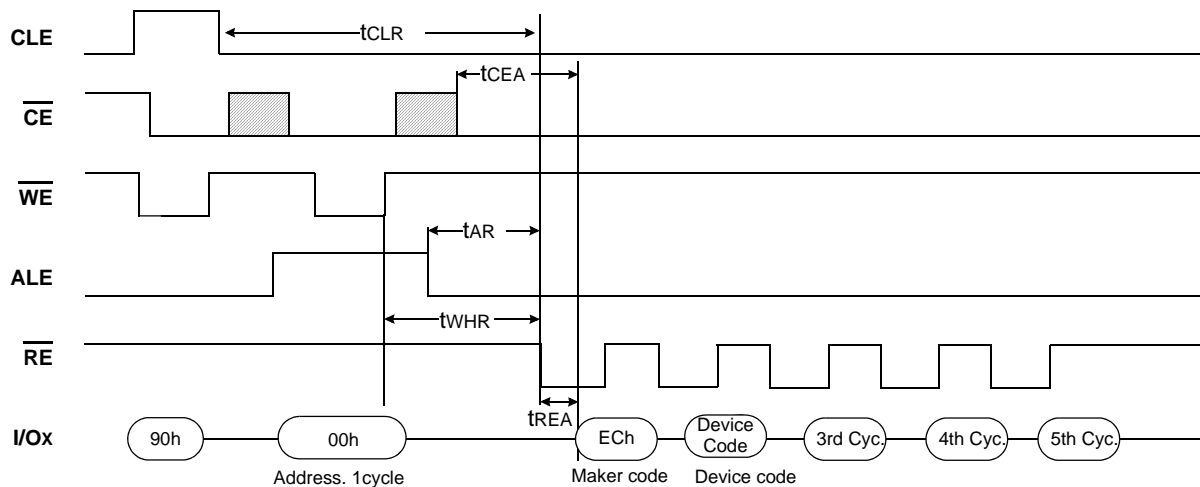 CLE
tCLR
tCEA
CE
WE
tAR
ALE
tWHR
RE
tREA
I/Ox
90h
00h
ECh
Device
Code
3rd Cyc.
4th Cyc.
5th Cyc.
Address. 1cycle
Maker code
Device code